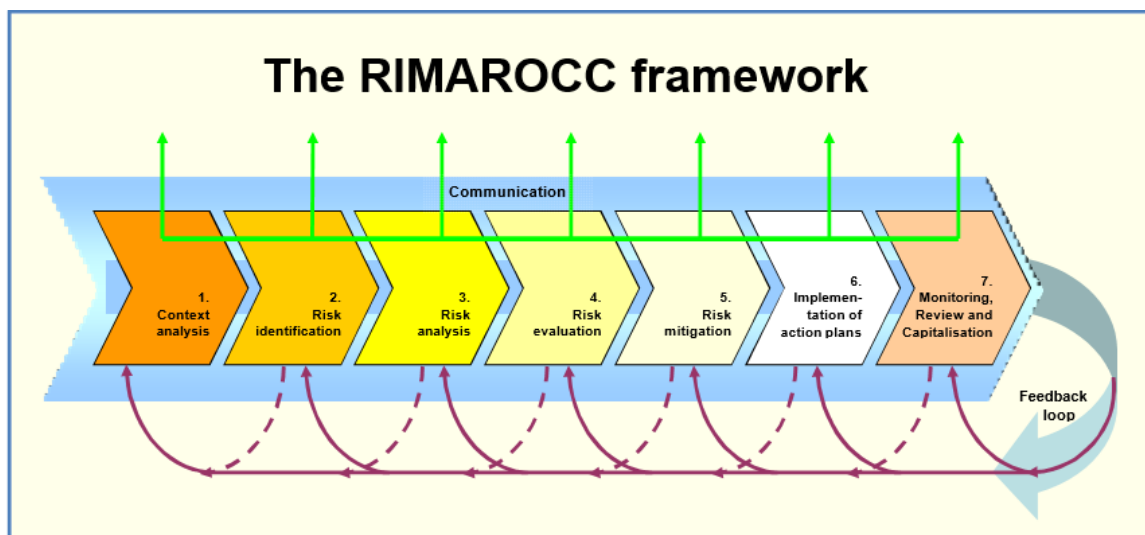 The RIMAROCC framework
Communication
1.
Context
analysis
2.
Risk
identification
3.
Risk
analysis
4.
Risk
evaluation
5.
Risk
mitigation
6.
Implemen-
tation of
action plans
7.
Monitoring,
Review and
Capitalisation
Feedback
loop